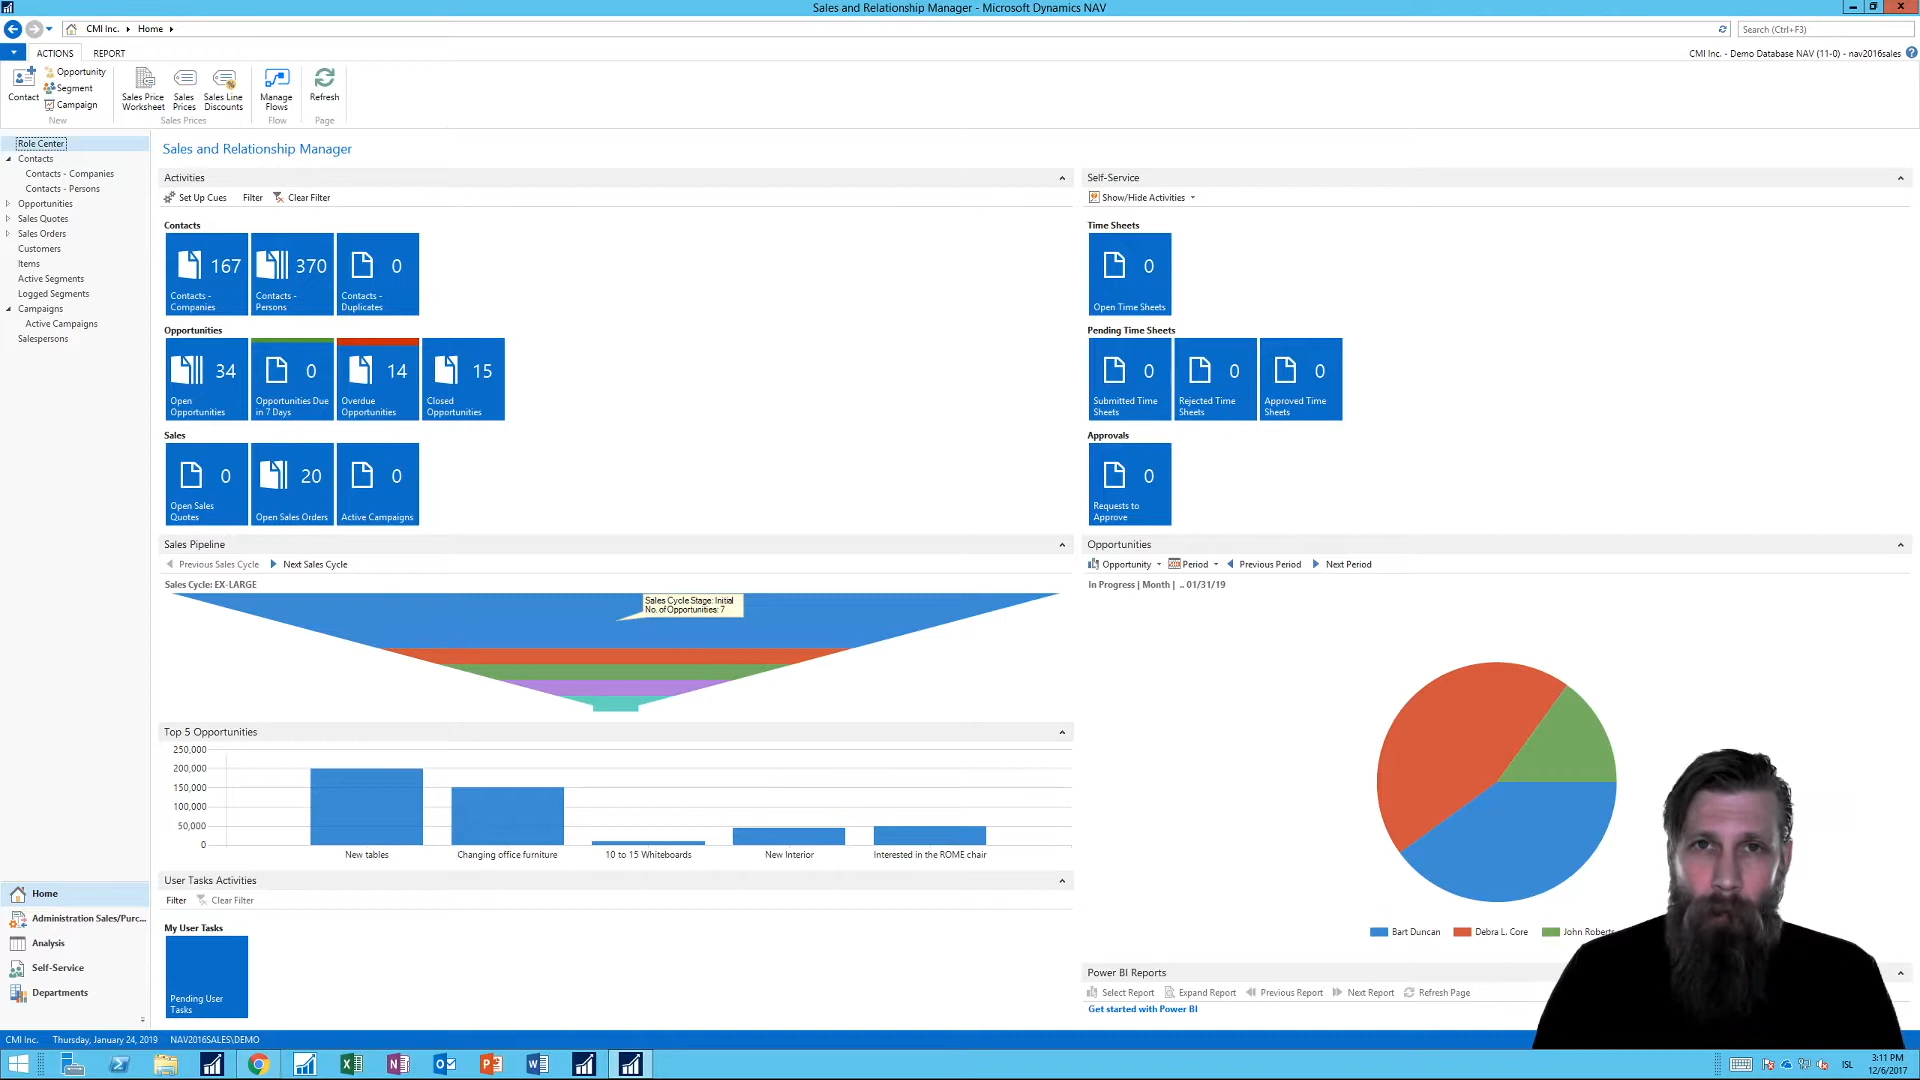 Sales and Relationship Manager - Microsoft Dynamics NAV
CMI Inc.
Home
Search (Ctrl+F3)
ACTIONS
REPORT
CMI Inc. - Demo Database NAV (11-0) - nav2016sales
Contact
Opportunity
Segment
Campaign
New
Sales Price
Worksheet
Sales
Prices
Sales Line
Discounts
Sales Prices
Manage
Flows
Flow
Refresh
Page
Role Center
Contacts
Contacts - Companies
Contacts - Persons
Opportunities
Sales Quotes
Sales Orders
Customers
Items
Active Segments
Logged Segments
Campaigns
Active Campaigns
Salespersons
Home
Administration Sales/Purc...
Analysis
Self-Service
Departments
Sales and Relationship Manager
Activities
Set Up Cues
Filter
Clear Filter
Contacts
167
Contacts -
Companies
370
Contacts -
Persons
0
Contacts -
Duplicates
Opportunities
34
Open
Opportunities
0
Opportunities Due
in 7 Days
14
Overdue
Opportunities
15
Closed
Opportunities
Sales
0
Open Sales
Quotes
20
Open Sales Orders
0
Active Campaigns
Sales Pipeline
Previous Sales Cycle
Next Sales Cycle
Sales Cycle: EX-LARGE
Sales Cycle Stage: Initial
No. of Opportunities: 7
Top 5 Opportunities
250,000
200,000
150,000
100,000
50,000
0
New tables
Changing office furniture
10 to 15 Whiteboards
New Interior
Interested in the ROME chair
User Tasks Activities
Filter
Clear Filter
My User Tasks
Pending User
Tasks
Self-Service
Show/Hide Activities
Time Sheets
0
Open Time Sheets
Pending Time Sheets
0
Submitted Time
Sheets
0
Rejected Time
Sheets
0
Approved Time
Sheets
Approvals
0
Requests to
Approve
Opportunities
Opportunity
Period
Previous Period
Next Period
In Progress | Month | .. 01/31/19
Bart Duncan
Debra L. Core
John Roberts
Power BI Reports
Select Report
Expand Report
Previous Report
Next Report
Refresh Page
Get started with Power BI
CMI Inc.
Thursday, January 24, 2019
NAV2016SALES\DEMO
ISL
3:11 PM
12/6/2017